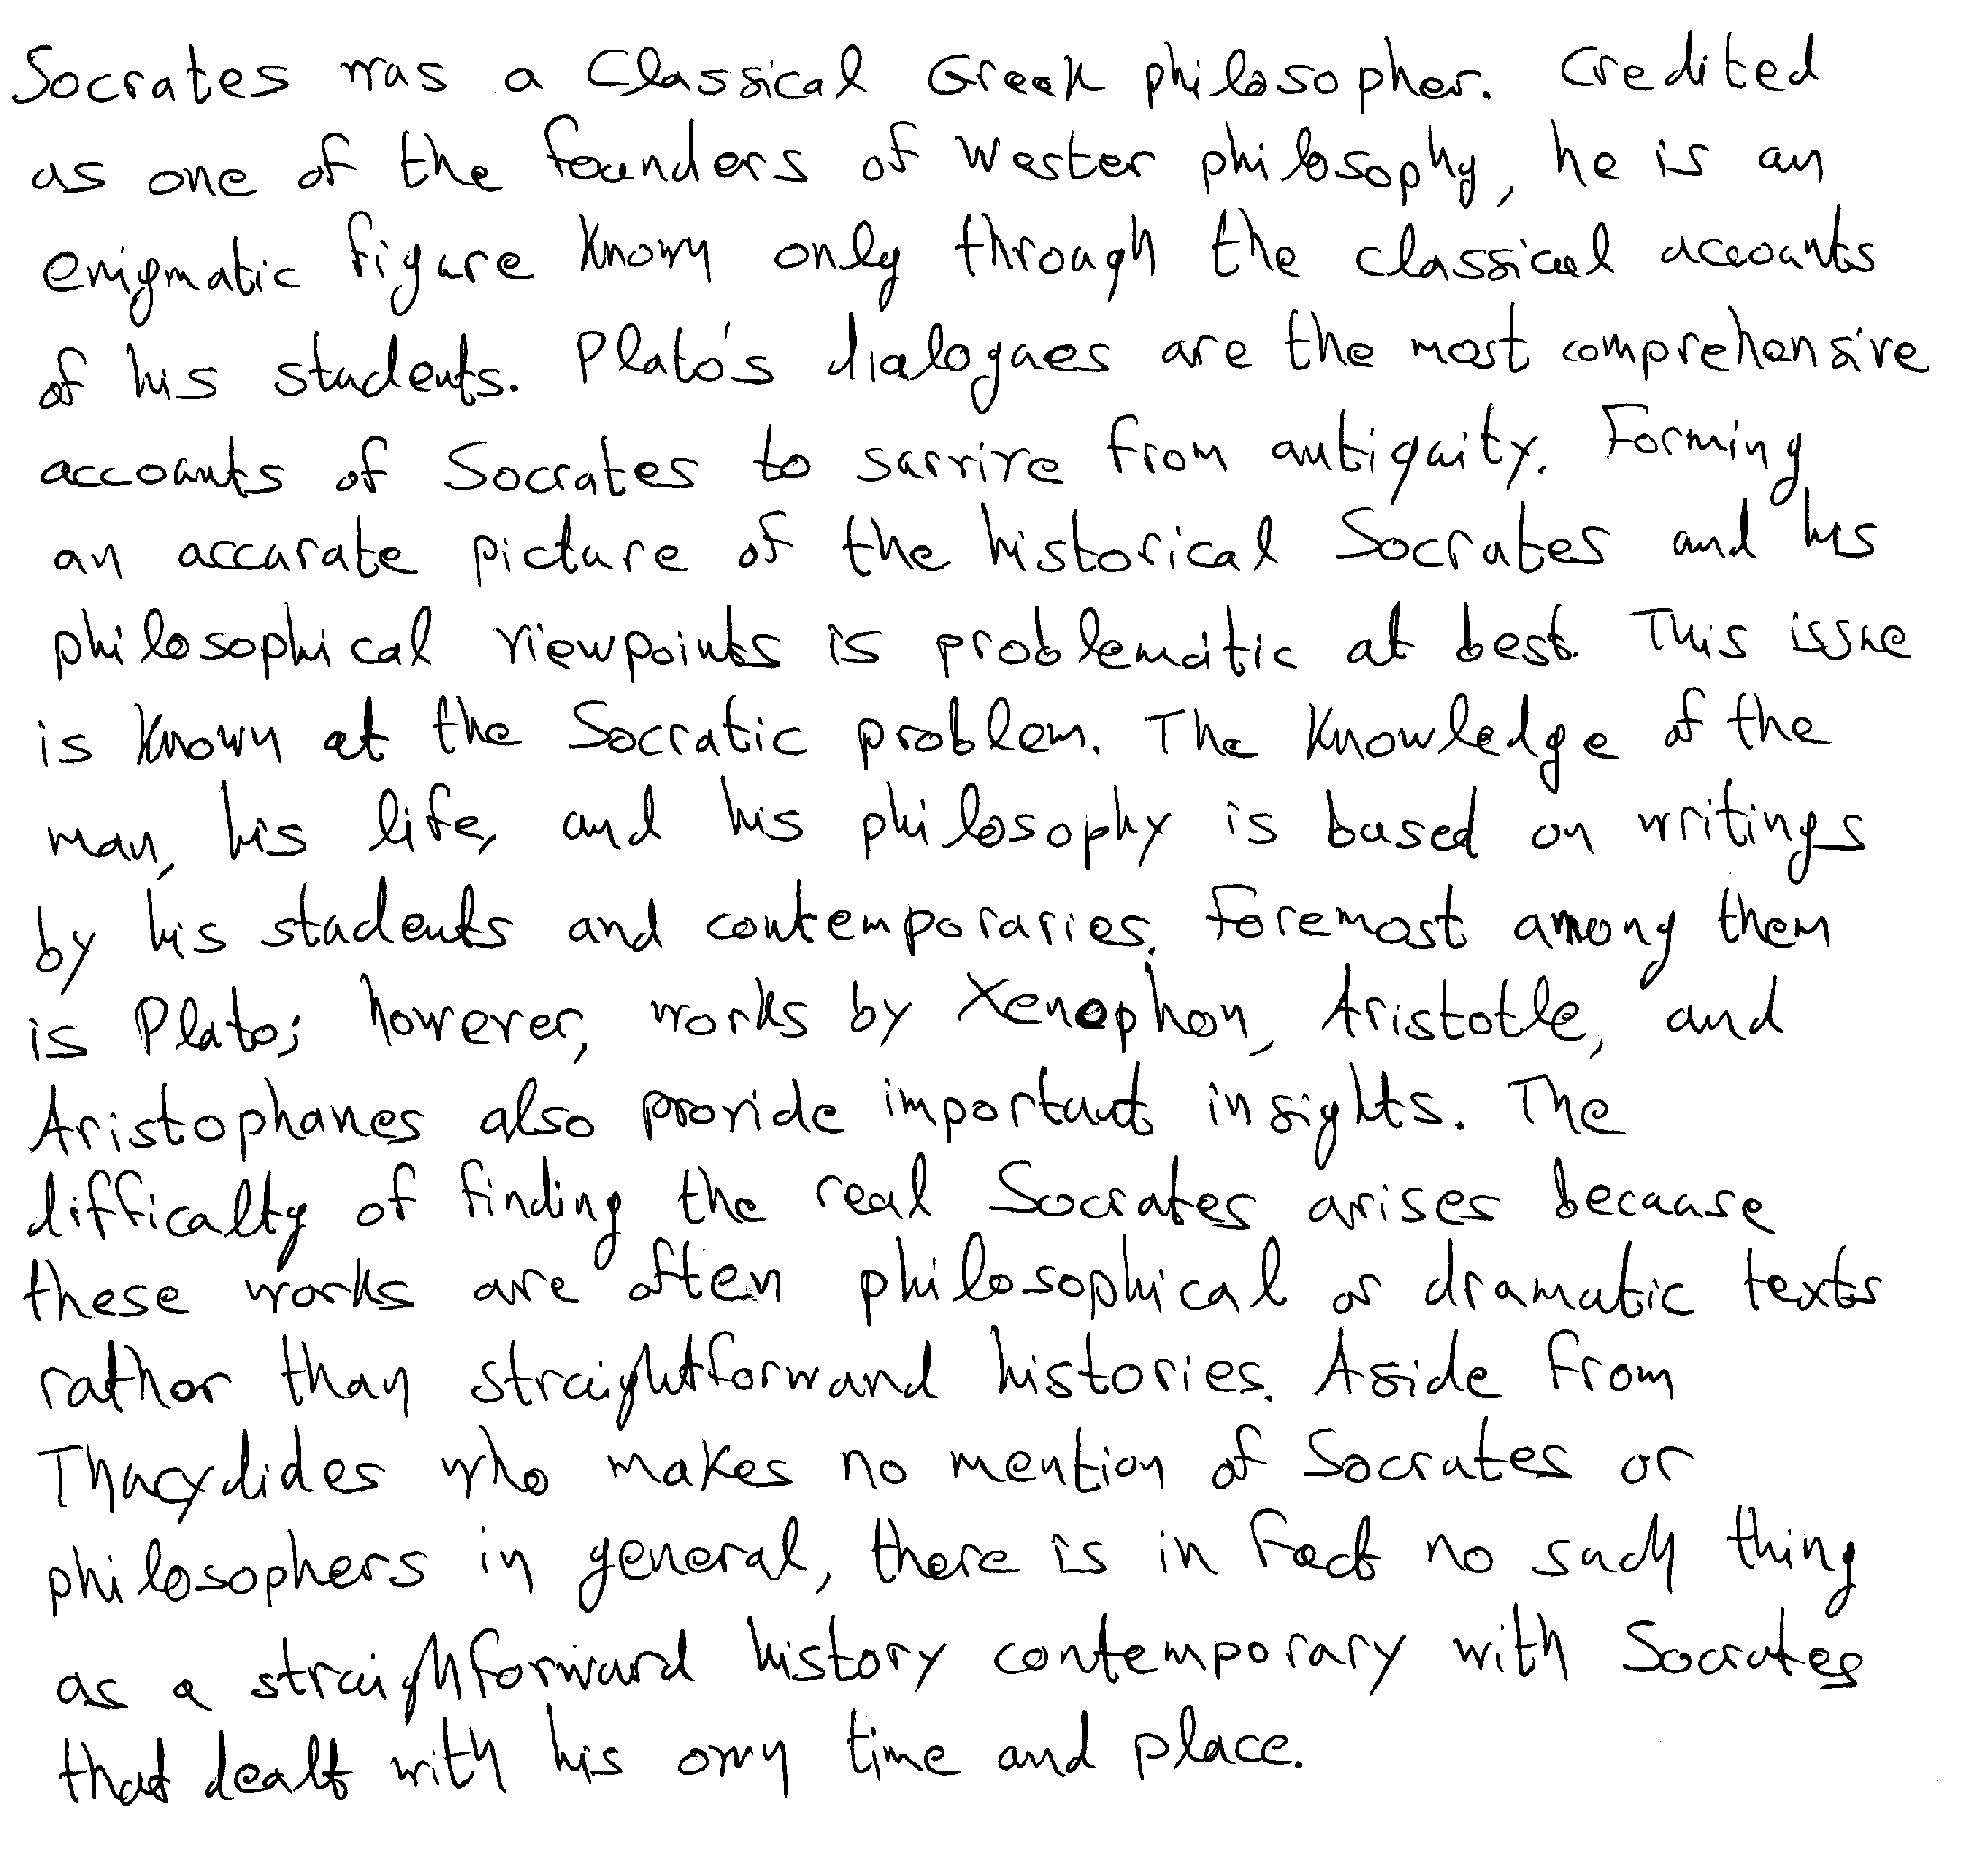 Socrates was a Classical Greek philosopher. Credited
as one of the founders of Wester philosophy, he is an
enigmatic figure known only through the classical accounts
of his students. Plato's dialogues are the most comprehensive
accounts of Socrates to survive from antiquity. Forming
an accurate picture of the historical Socrates and his
philosophical viewpoints is problematic at best. This issue
is known at the Socratic problem. The knowledge of the
man, his life, and his philosophy is based on writings
by his students and contemporaries. Foremost among them
is Plato; however, works by Xenophon, Aristotle, and
Aristophanes also provide important insights. The
difficulty of finding the real Socrates arises because
these works are often philosophical or dramatic texts
rather than straightforward histories. Aside from
Thucydides who makes no mention of Socrates or
philosophers in general, there is in fact no such thing
as a straighforward history contemporary with Socrates
that dealt with his own time and place.